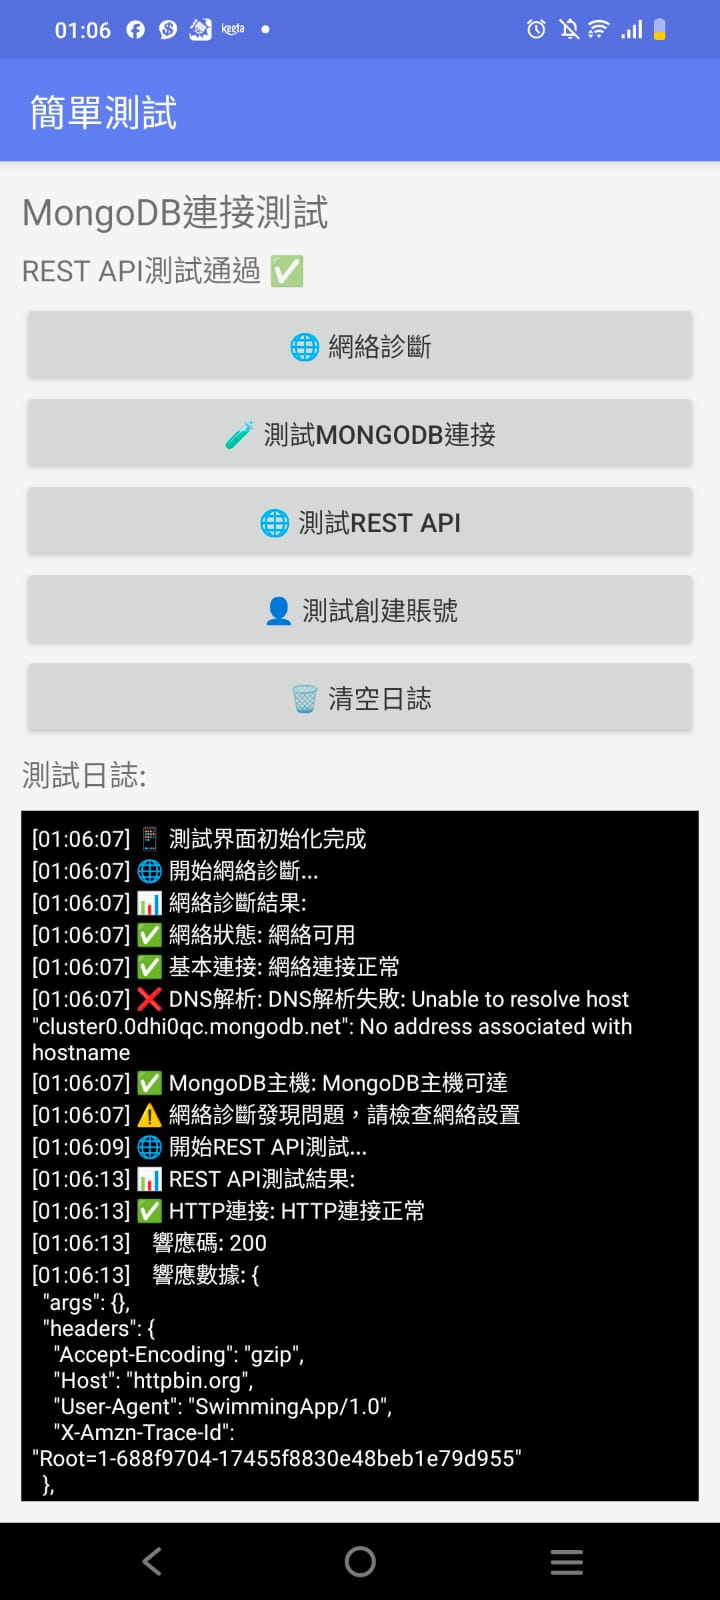 01:06 keeta
簡單測試
MongoDB連接測試
REST API測試通過 ✅
🌐 網絡診斷
🧪 測試MONGODB連接
🌐 測試REST API
👤 測試創建賬號
🗑️ 清空日誌
測試日誌:
[01:06:07] 📱 測試界面初始化完成
[01:06:07] 🌐 開始網絡診斷...
[01:06:07] 📊 網絡診斷結果:
[01:06:07] ✅ 網絡狀態: 網絡可用
[01:06:07] ✅ 基本連接: 網絡連接正常
[01:06:07] ❌ DNS解析: DNS解析失敗: Unable to resolve host
"cluster0.0dhi0qc.mongodb.net": No address associated with
hostname
[01:06:07] ✅ MongoDB主機: MongoDB主機可達
[01:06:07] ⚠️ 網絡診斷發現問題，請檢查網絡設置
[01:06:09] 🌐 開始REST API測試...
[01:06:13] 📊 REST API測試結果:
[01:06:13] ✅ HTTP連接: HTTP連接正常
[01:06:13] 響應碼: 200
[01:06:13] 響應數據: {
"args": {},
"headers": {
"Accept-Encoding": "gzip",
"Host": "httpbin.org",
"User-Agent": "SwimmingApp/1.0",
"X-Amzn-Trace-Id":
"Root=1-688f9704-17455f8830e48beb1e79d955"
},